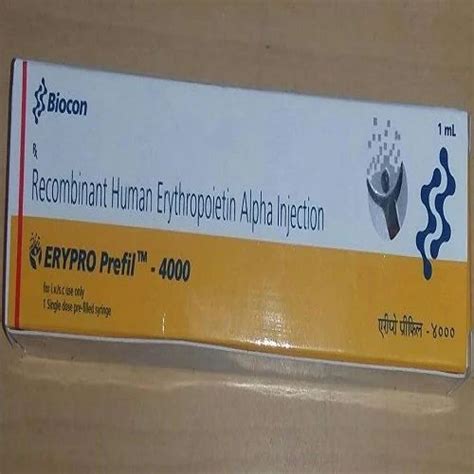 Biocon
1 mL
Rx
Recombinant Human Erythropoietin Alpha Injection
ERYPRO Prefil™ - 4000
for i.v./s.c use only
1 Single dose pre-filled syringe
एरीप्रो प्रीफिल - ४०००